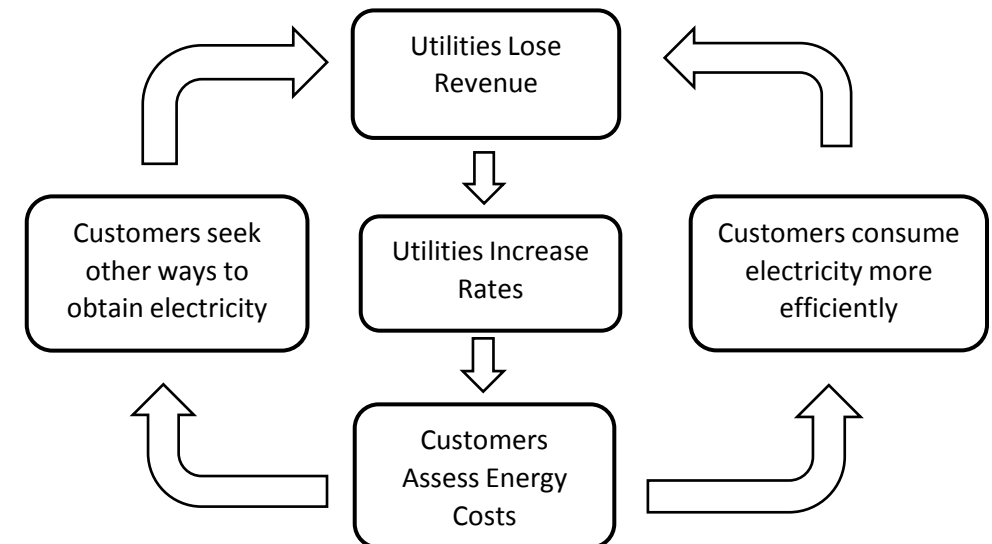 Utilities Lose
Revenue
Customers seek
other ways to
obtain electricity
Utilities Increase
Rates
Customers consume
electricity more
efficiently
Customers
Assess Energy
Costs